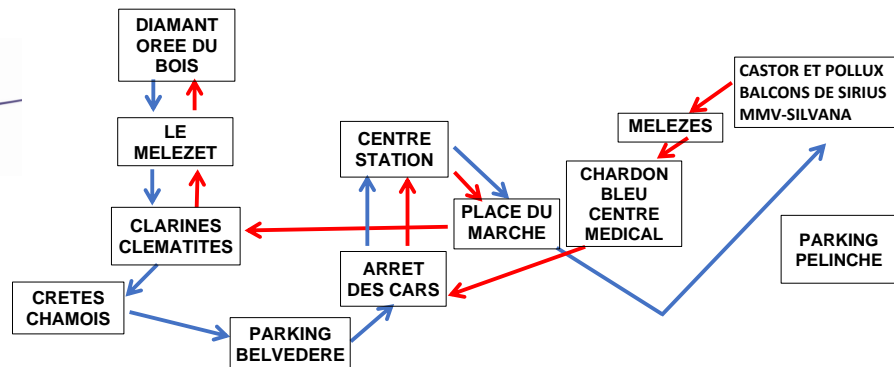 DIAMANT
OREE DU
BOIS
LE
MELEZET
CLARINES
CLEMATITES
CRETES
CHAMOIS
PARKING
BELVEDERE
ARRET
DES CARS
CENTRE
STATION
PLACE DU
MARCHE
CHARDON
BLEU
CENTRE
MEDICAL
MELEZES
CASTOR ET POLLUX
BALCONS DE SIRIUS
MMV-SILVANA
PARKING
PELINCHE